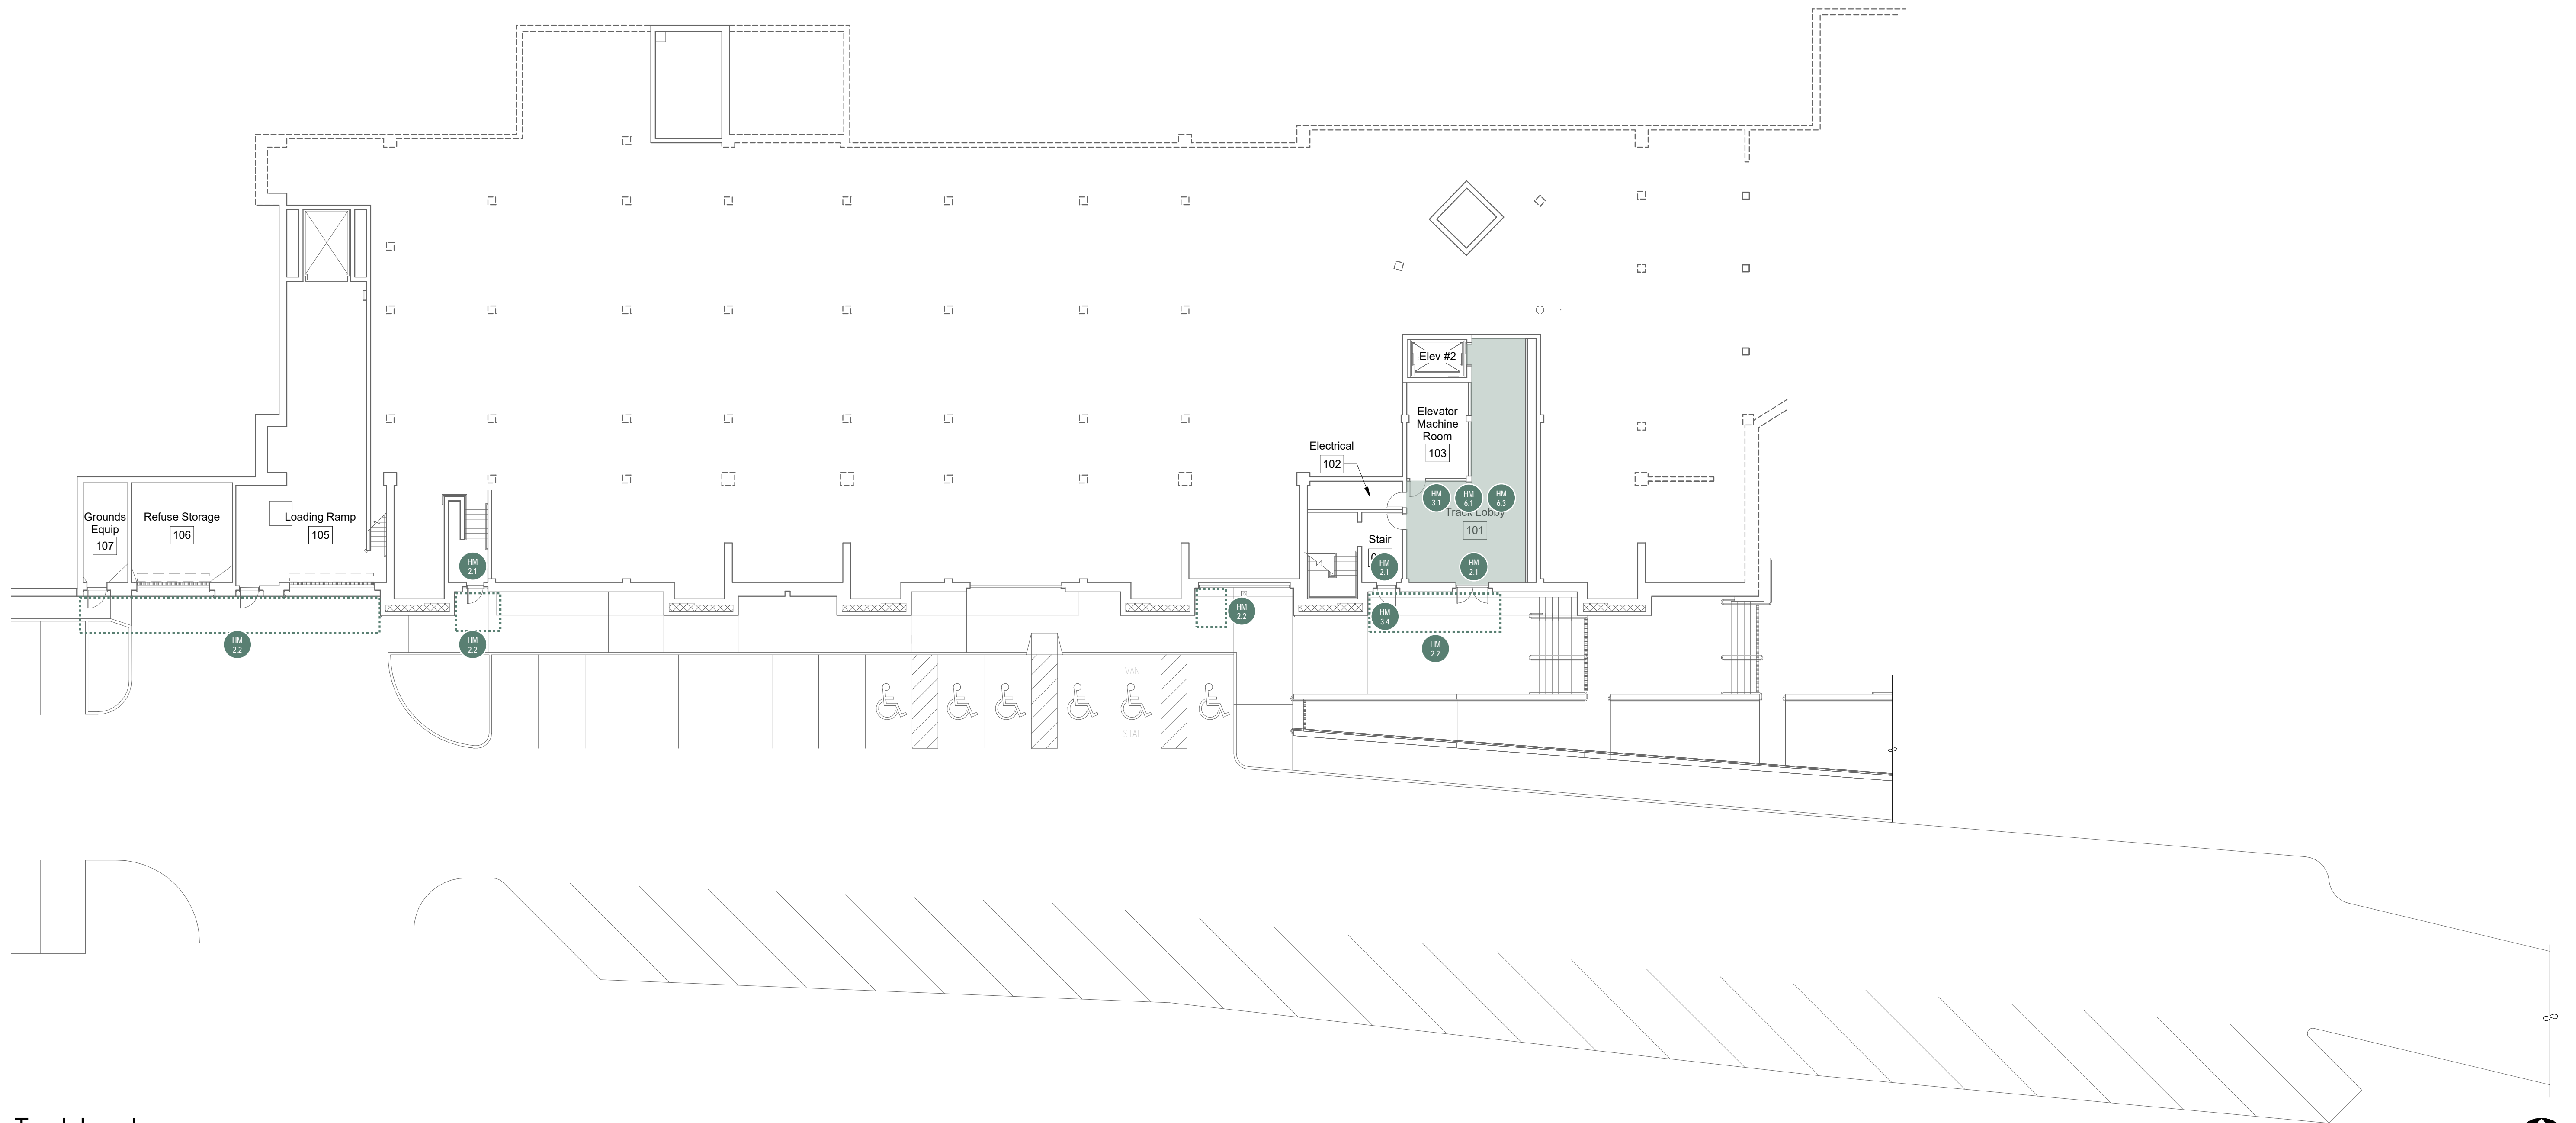 Elev #2
Elevator
Machine
Room
103
Electrical
102
HM
3.1
HM
6.1
HM
6.3
Track Lobby
101
Grounds
Equip
107
Refuse Storage
106
Loading Ramp
105
Stair
HM
2.1
HM
2.1
HM
2.1
HM
2.2
HM
3.4
HM
2.2
HM
2.2
HM
2.2
VAN
STALL